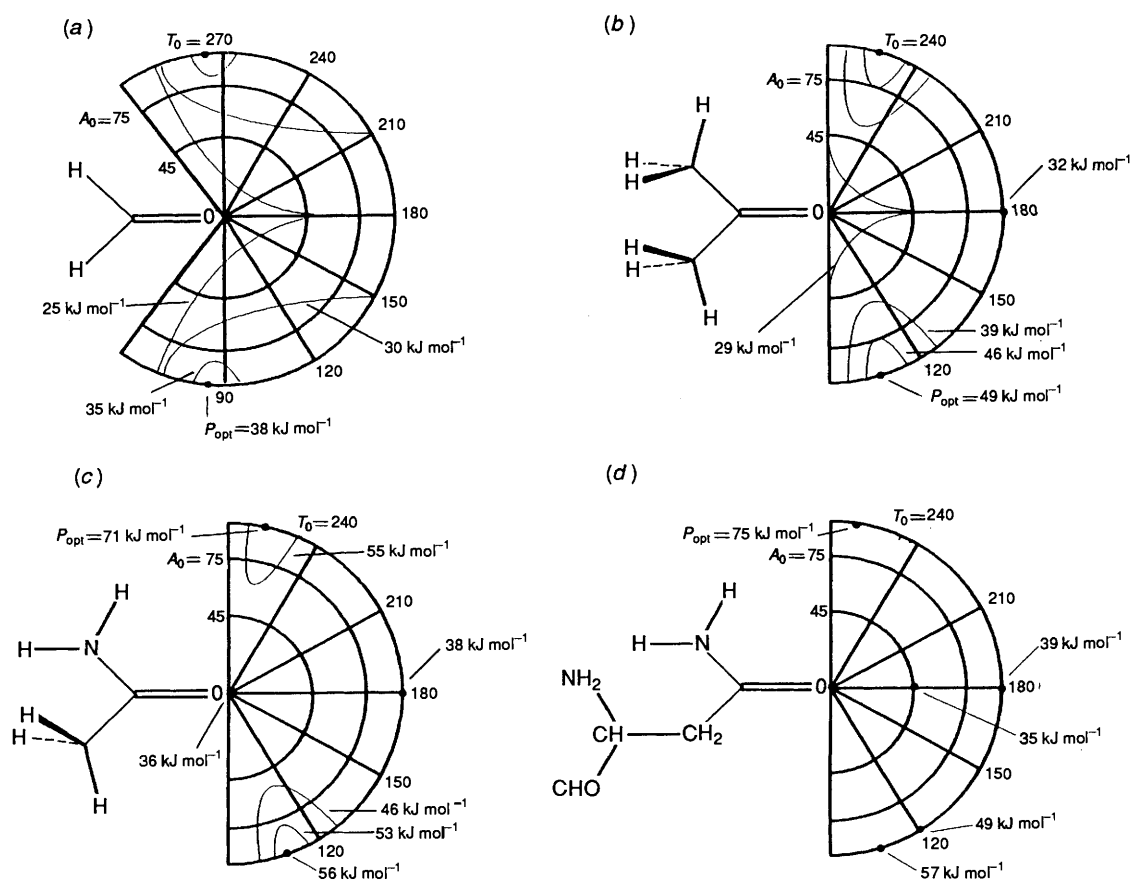 (a)
T₀ = 270
240
A₀ = 75
210
45
H
0
180
H
25 kJ mol⁻¹
150
30 kJ mol⁻¹
120
35 kJ mol⁻¹
90
Popt = 38 kJ mol⁻¹
(b)
T₀ = 240
A₀ = 75
H
210
45
32 kJ mol⁻¹
H
H
0
180
H
H
150
H
39 kJ mol⁻¹
29 kJ mol⁻¹
46 kJ mol⁻¹
120
Popt = 49 kJ mol⁻¹
(c)
Popt = 71 kJ mol⁻¹
T₀ = 240
55 kJ mol⁻¹
A₀ = 75
H
210
45
H
N
38 kJ mol⁻¹
0
180
H
H
36 kJ mol⁻¹
150
H
46 kJ mol⁻¹
53 kJ mol⁻¹
120
56 kJ mol⁻¹
(d)
Popt = 75 kJ mol⁻¹
T₀ = 240
A₀ = 75
H
210
45
H
N
39 kJ mol⁻¹
NH₂
0
180
CH
CH₂
35 kJ mol⁻¹
CHO
150
49 kJ mol⁻¹
120
57 kJ mol⁻¹